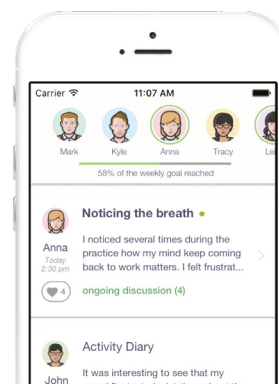 Carrier 11:07 AM
Mark Kyle Anna Tracy Le
58% of the weekly goal reached
Noticing the breath
I noticed several times during the
Anna
practice how my mind keep coming
Today
2:30 pm
back to work matters. I felt frustrat...
4
ongoing discussion (4)
Activity Diary
It was interesting to see that my
John